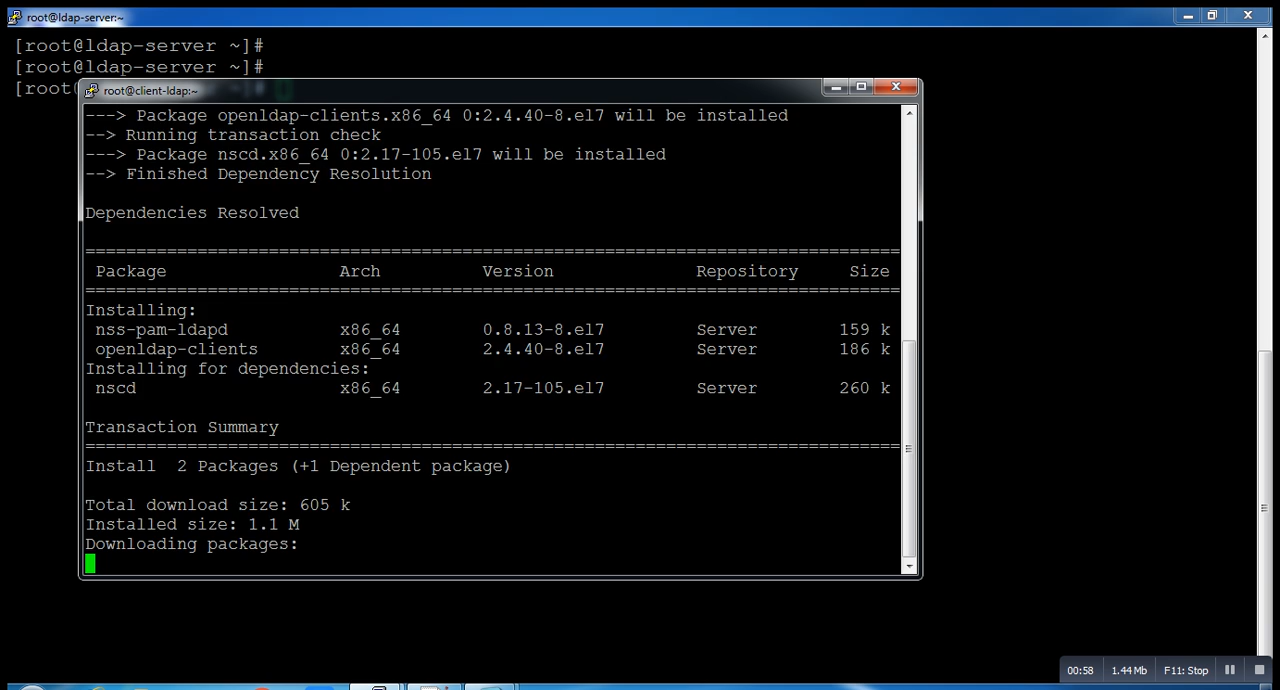 root@ldap-server:~
[root@ldap-server ~]#
[root@ldap-server ~]#
[root@
root@client-ldap:~
---> Package openldap-clients.x86_64 0:2.4.40-8.el7 will be installed
--> Running transaction check
---> Package nscd.x86_64 0:2.17-105.el7 will be installed
--> Finished Dependency Resolution
Dependencies Resolved
================================================================================
Package Arch Version Repository Size
================================================================================
Installing:
nss-pam-ldapd x86_64 0.8.13-8.el7 Server 159 k
openldap-clients x86_64 2.4.40-8.el7 Server 186 k
Installing for dependencies:
nscd x86_64 2.17-105.el7 Server 260 k
Transaction Summary
================================================================================
Install 2 Packages (+1 Dependent package)
Total download size: 605 k
Installed size: 1.1 M
Downloading packages:
00:58 1.44 Mb F11: Stop